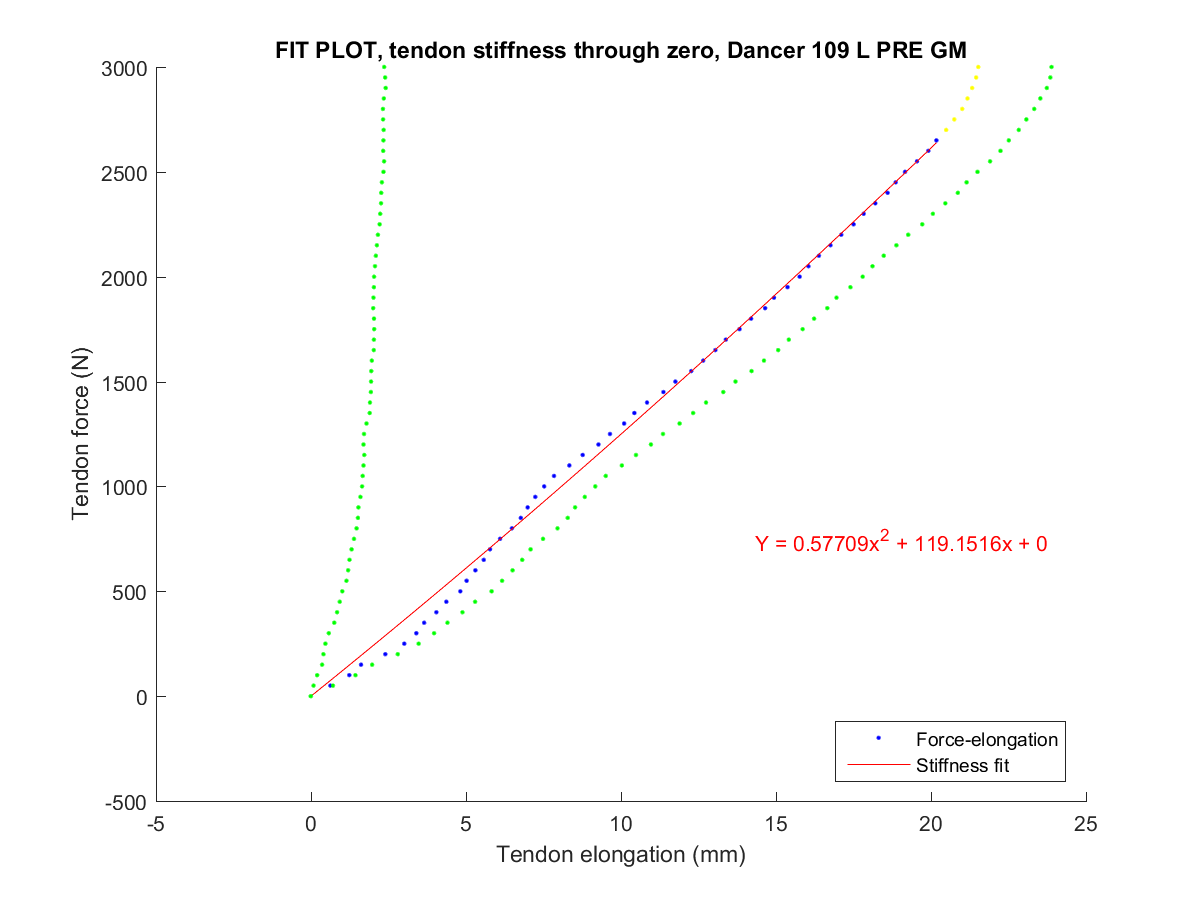 FIT PLOT, tendon stiffness through zero, Dancer 109 L PRE GM
3000
2500
2000
1500
1000
500
0
-500
Tendon force (N)
Y = 0.57709x² + 119.1516x + 0
Force-elongation
Stiffness fit
-5 0 5 10 15 20 25
Tendon elongation (mm)